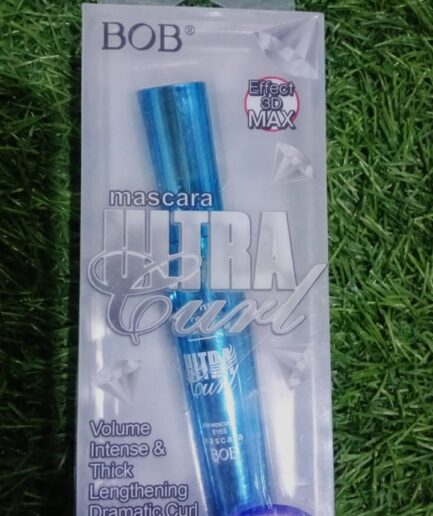 BOB®
Effect
3D
MAX
mascara
ULTRA
Curl
ULTRA
Curl
EYES
mascara
BOB
Volume
Intense &
Thick
Lengthening
Dramatic Curl